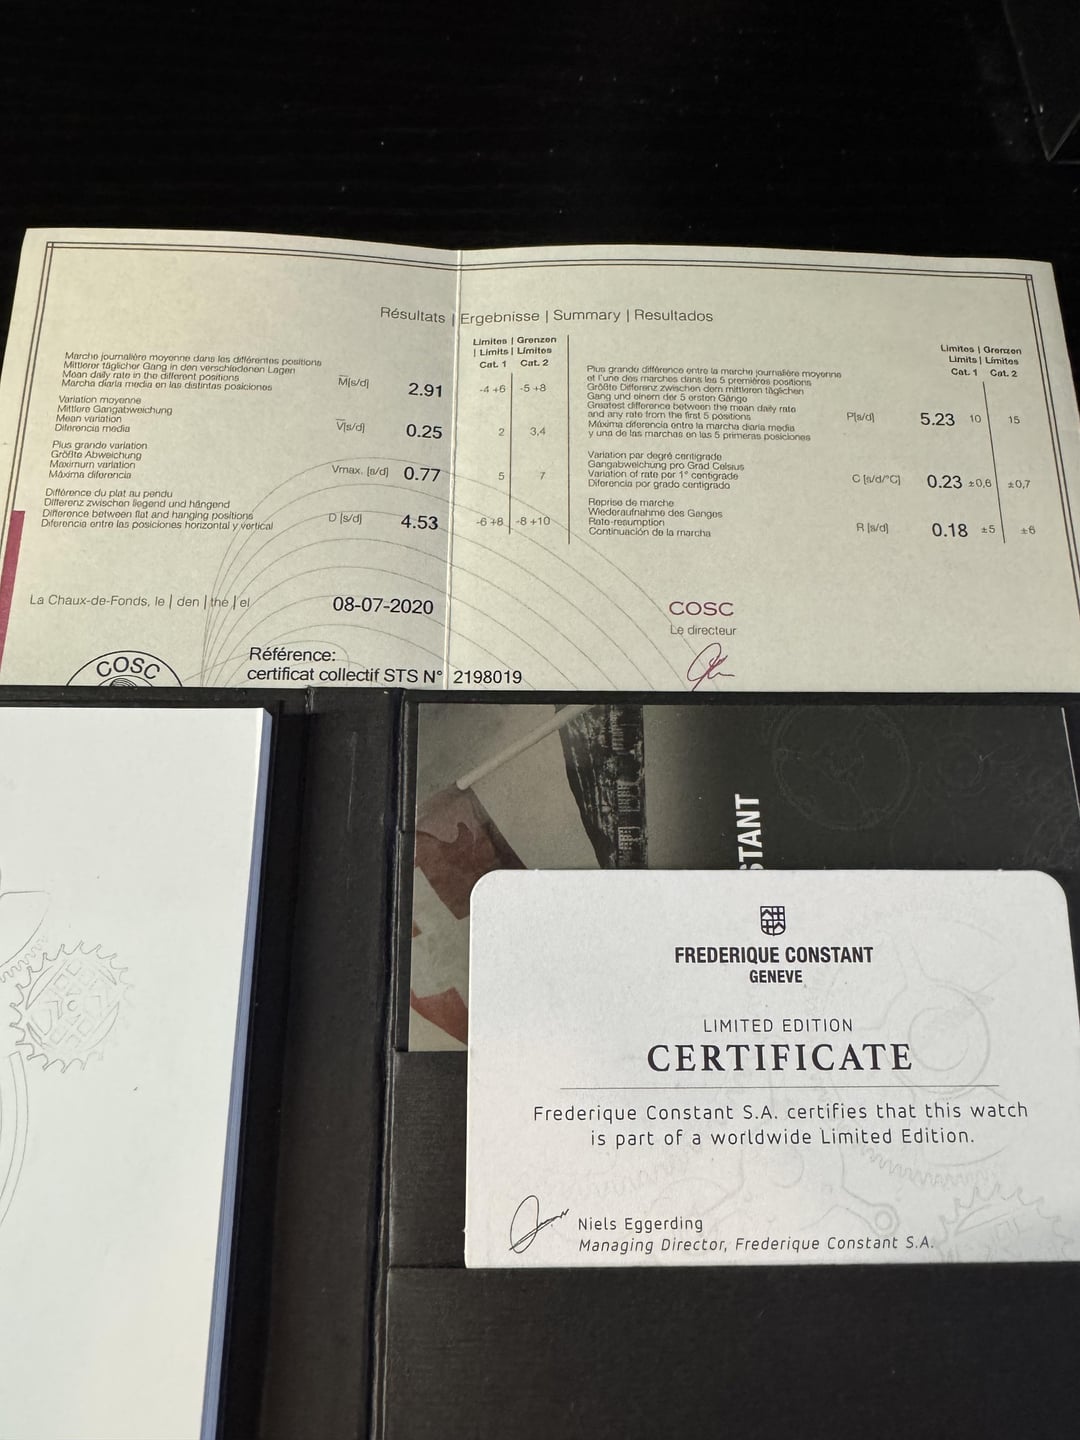 Résultats | Ergebnisse | Summary | Resultados
Limites | Grenzen
| Limits | Límites
Cat. 1 Cat. 2
Marche journalière moyenne dans les différentes positions
Mittlerer täglicher Gang in den verschiedenen Lagen
Mean daily rate in the different positions
Marcha diaria media en las distintas posiciones
M[s/d] 2.91 -4 +6 -5 +8
Variation moyenne
Mittlere Gangabweichung
Mean variation
Diferencia media
V[s/d] 0.25 2 3,4
Plus grande variation
Größte Abweichung
Maximum variation
Máxima diferencia
Vmax. [s/d] 0.77 5 7
Différence du plat au pendu
Differenz zwischen liegend und hängend
Difference between flat and hanging positions
Diferencia entre las posiciones horizontal y vertical
D [s/d] 4.53 -6 +8 -8 +10
Limites | Grenzen
Limits | Límites
Cat. 1 Cat. 2
Plus grande différence entre la marche journalière moyenne
et l'une des marches dans les 5 premières positions
Größte Differenz zwischen dem mittleren täglichen
Gang und einem der 5 ersten Gänge
Greatest difference between the mean daily rate
and any rate from the first 5 positions
Máxima diferencia entre la marcha diaria media
y una de las marchas en las 5 primeras posiciones
P[s/d] 5.23 10 15
Variation par degré centigrade
Gangabweichung pro Grad Celsius
Variation of rate per 1° centigrade
Diferencia por grado centigrado
C [s/d/°C] 0.23 ±0,6 ±0,7
Reprise de marche
Wiederaufnahme des Ganges
Rate-resumption
Continuación de la marcha
R [s/d] 0.18 ±5 ±6
La Chaux-de-Fonds, le | den | the | el 08-07-2020
COSC
Le directeur
COSC
Référence:
certificat collectif STS N° 2198019
STANT
FREDERIQUE CONSTANT
GENEVE
LIMITED EDITION
CERTIFICATE
Frederique Constant S.A. certifies that this watch
is part of a worldwide Limited Edition.
Niels Eggerding
Managing Director, Frederique Constant S.A.